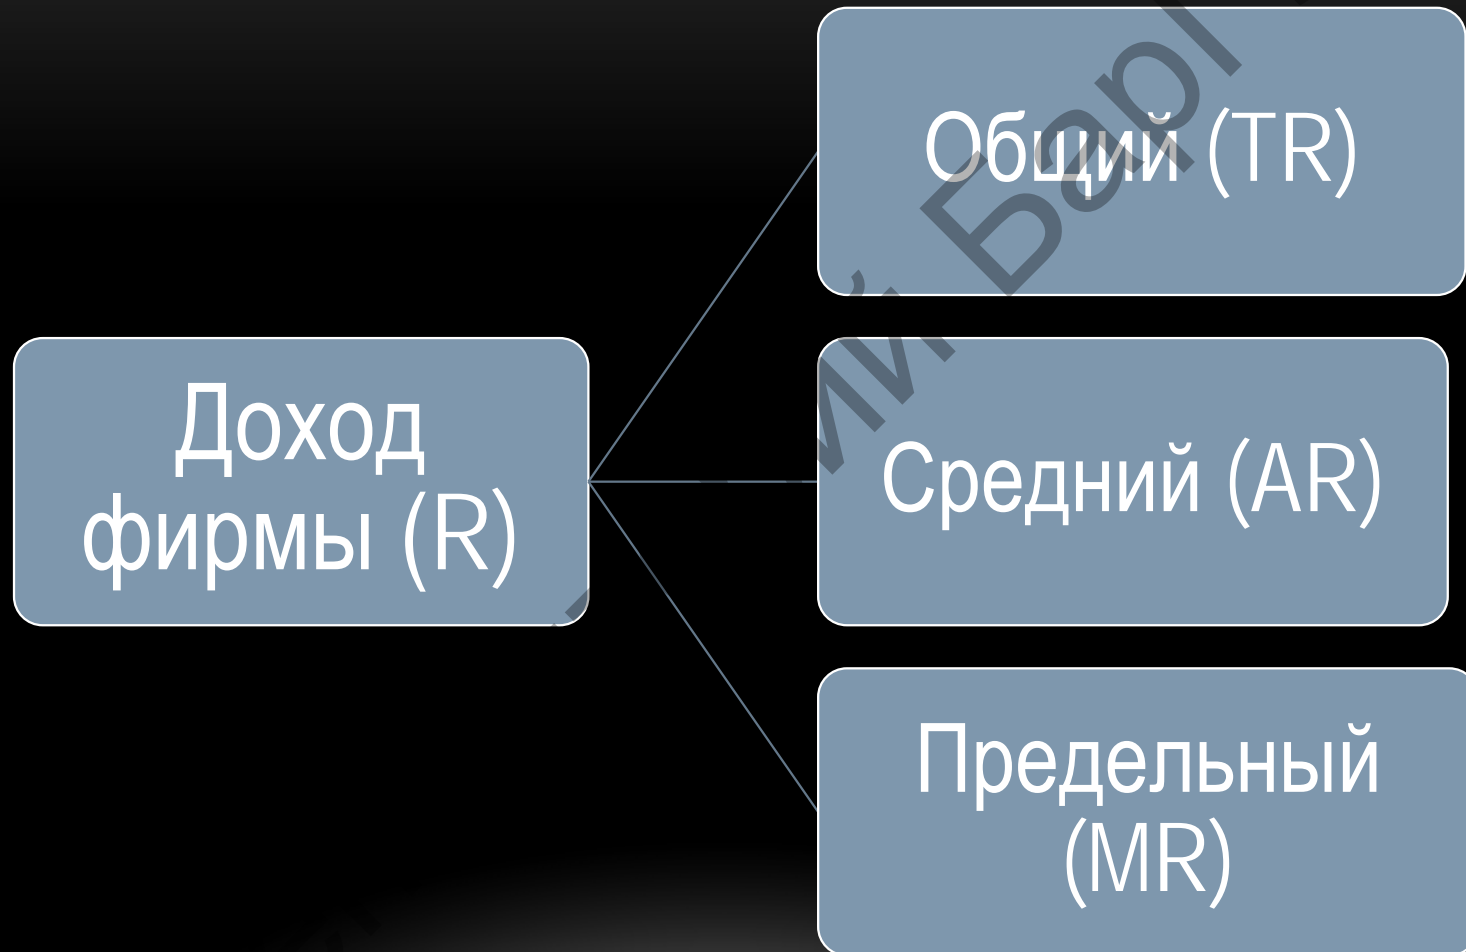 Общий (TR)
Доход
фирмы (R)
Средний (AR)
Предельный
(MR)